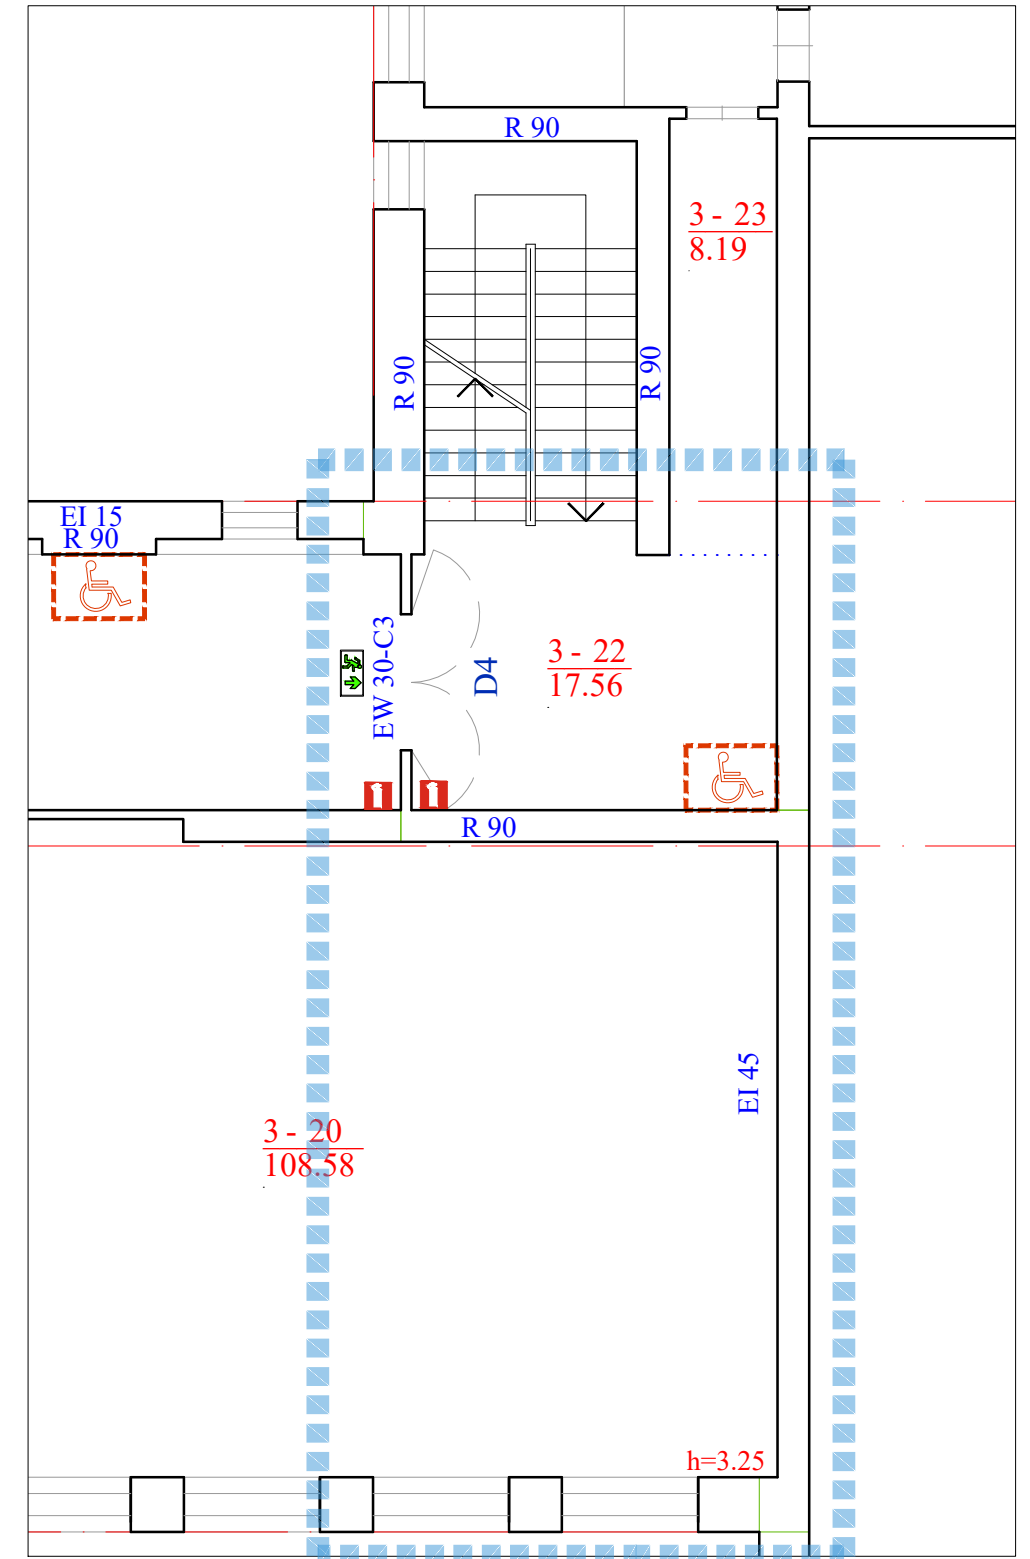 R 90
3 - 23
8.19
R 90
R 90
EI 15
R 90
EW 30-C3
D4
3 - 22
17.56
R 90
EI 45
3 - 20
108.58
h=3.25